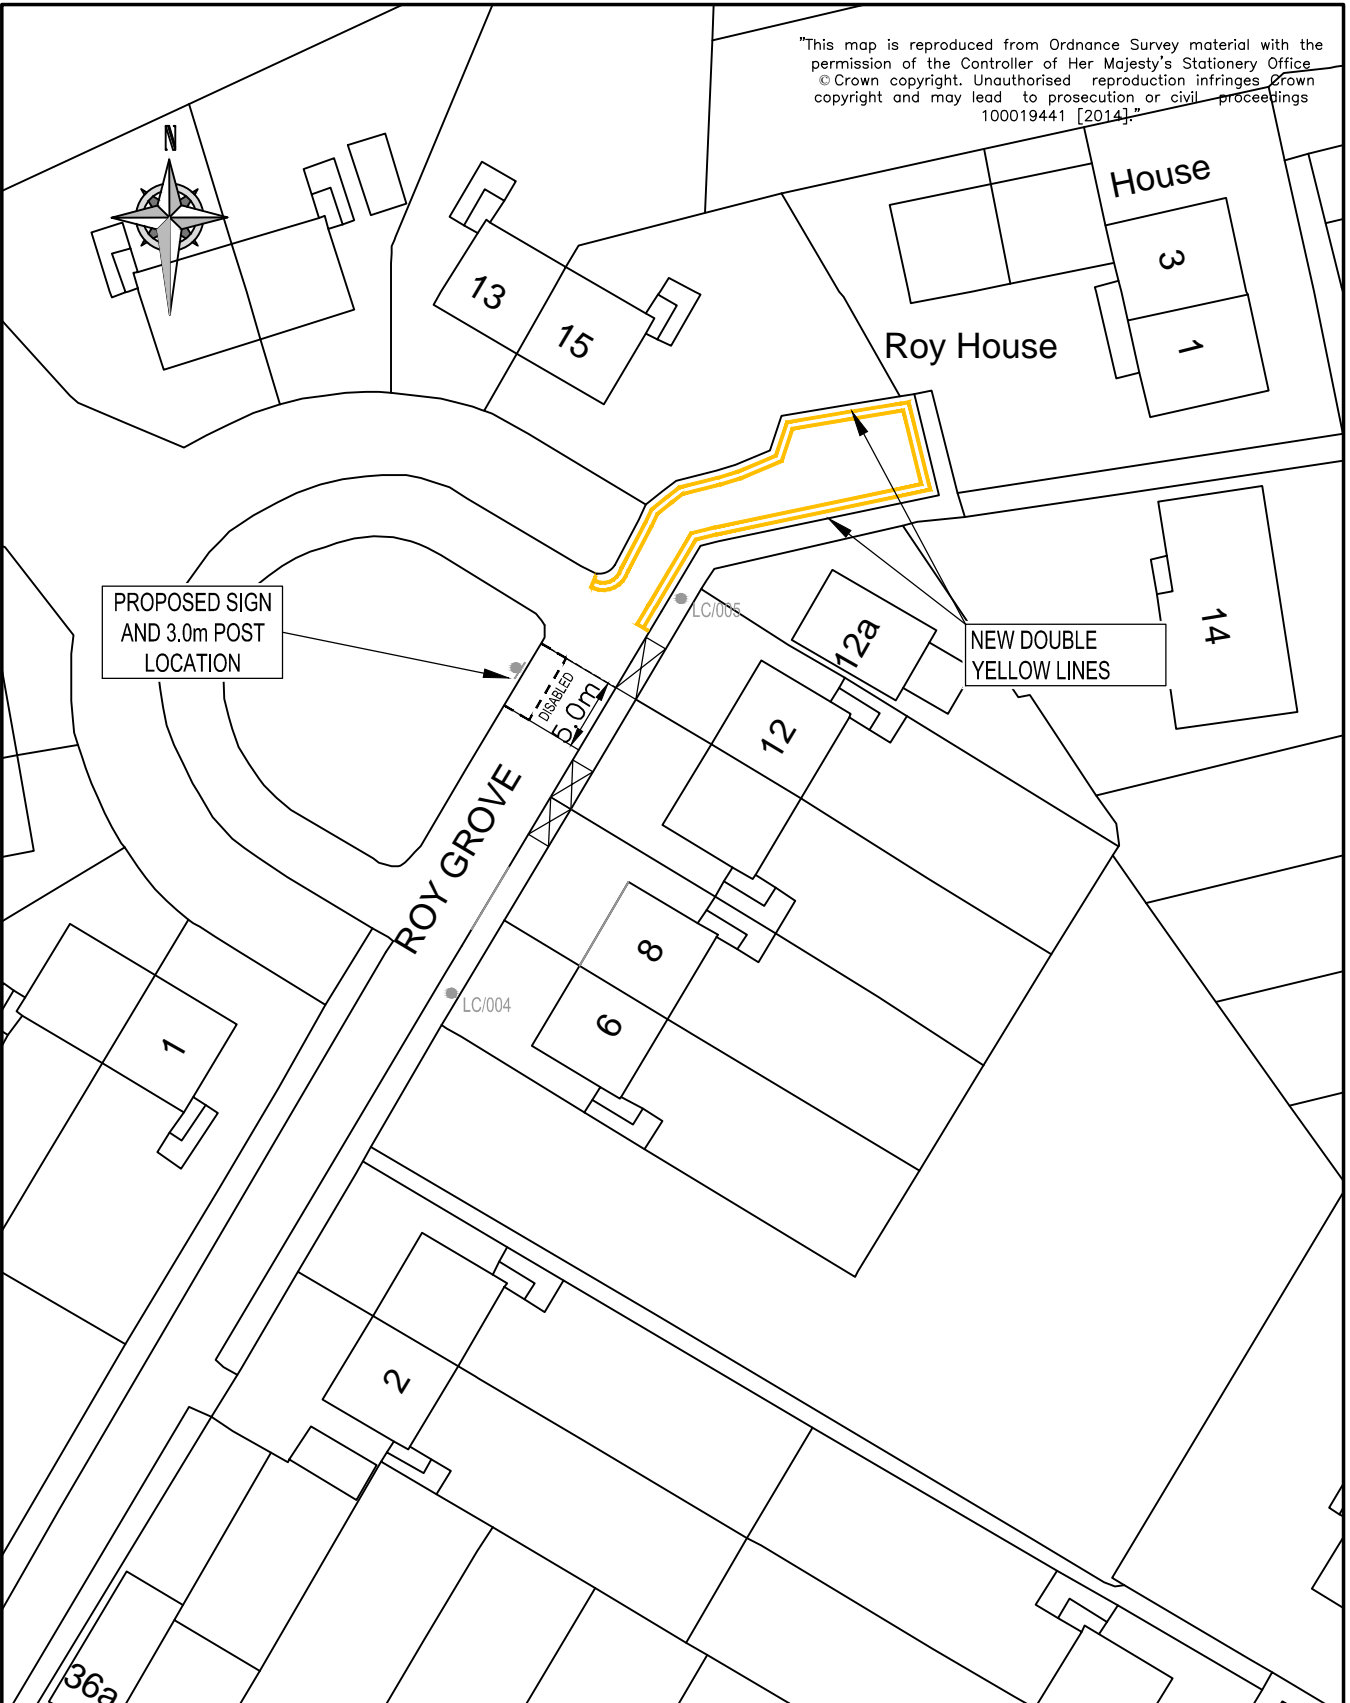 "This map is reproduced from Ordnance Survey material with the
permission of the Controller of Her Majesty's Stationery Office
© Crown copyright. Unauthorised reproduction infringes Crown
copyright and may lead to prosecution or civil proceedings
100019441 [2014]."
N
House
3
13
15
Roy House
1
PROPOSED SIGN
AND 3.0m POST
LOCATION
LC/005
NEW DOUBLE
YELLOW LINES
14
12a
DISABLED
5.0m
12
ROY GROVE
8
LC/004
6
1
2
36a